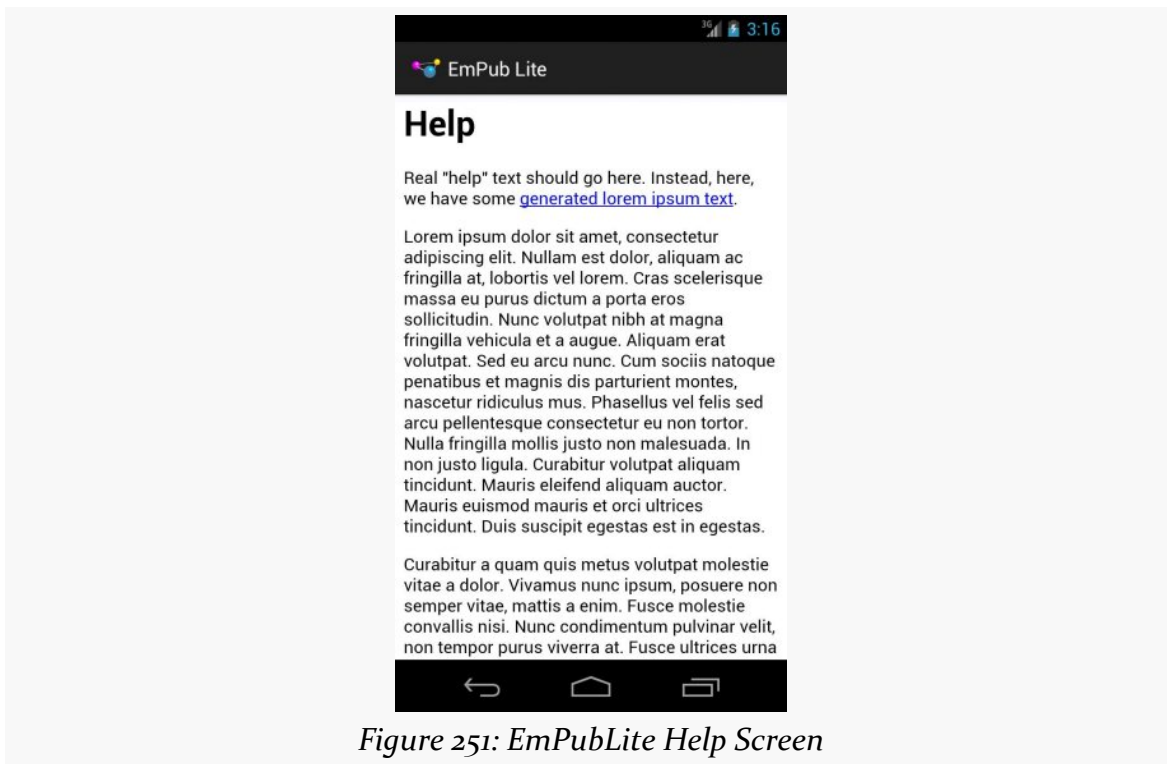 3G 3:16
EmPub Lite
Help
Real "help" text should go here. Instead, here,
we have some generated lorem ipsum text.
Lorem ipsum dolor sit amet, consectetur
adipiscing elit. Nullam est dolor, aliquam ac
fringilla at, lobortis vel lorem. Cras scelerisque
massa eu purus dictum a porta eros
sollicitudin. Nunc volutpat nibh at magna
fringilla vehicula et a augue. Aliquam erat
volutpat. Sed eu arcu nunc. Cum sociis natoque
penatibus et magnis dis parturient montes,
nascetur ridiculus mus. Phasellus vel felis sed
arcu pellentesque consectetur eu non tortor.
Nulla fringilla mollis justo non malesuada. In
non justo ligula. Curabitur volutpat aliquam
tincidunt. Mauris eleifend aliquam auctor.
Mauris euismod mauris et orci ultrices
tincidunt. Duis suscipit egestas est in egestas.
Curabitur a quam quis metus volutpat molestie
vitae a dolor. Vivamus nunc ipsum, posuere non
semper vitae, mattis a enim. Fusce molestie
convallis nisi. Nunc condimentum pulvinar velit,
non tempor purus viverra at. Fusce ultrices urna
Figure 251: EmPubLite Help Screen